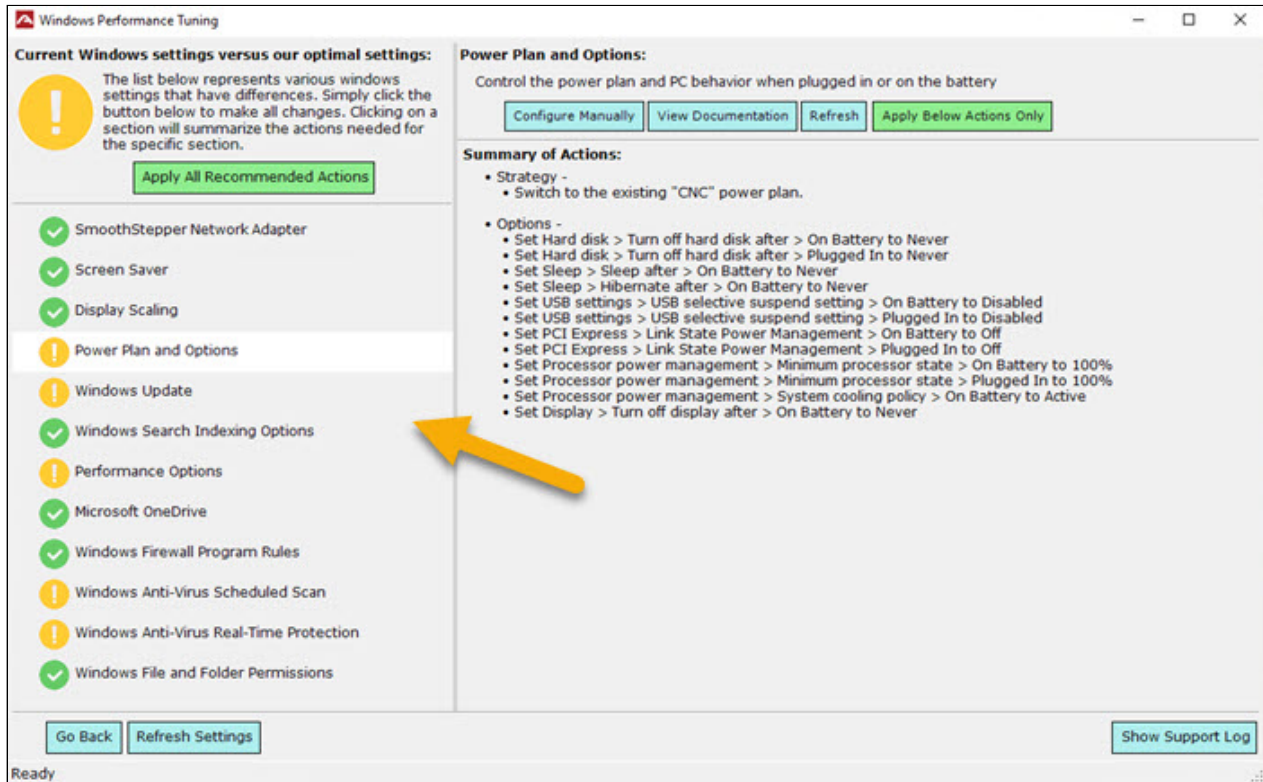 Windows Performance Tuning
Current Windows settings versus our optimal settings:
The list below represents various windows
settings that have differences. Simply click the
button below to make all changes. Clicking on a
section will summarize the actions needed for
the specific section.
Apply All Recommended Actions
SmoothStepper Network Adapter
Screen Saver
Display Scaling
Power Plan and Options
Windows Update
Windows Search Indexing Options
Performance Options
Microsoft OneDrive
Windows Firewall Program Rules
Windows Anti-Virus Scheduled Scan
Windows Anti-Virus Real-Time Protection
Windows File and Folder Permissions
Power Plan and Options:
Control the power plan and PC behavior when plugged in or on the battery
Configure Manually View Documentation Refresh Apply Below Actions Only
Summary of Actions:
• Strategy -
• Switch to the existing "CNC" power plan.
• Options -
• Set Hard disk > Turn off hard disk after > On Battery to Never
• Set Hard disk > Turn off hard disk after > Plugged In to Never
• Set Sleep > Sleep after > On Battery to Never
• Set Sleep > Hibernate after > On Battery to Never
• Set USB settings > USB selective suspend setting > On Battery to Disabled
• Set USB settings > USB selective suspend setting > Plugged In to Disabled
• Set PCI Express > Link State Power Management > On Battery to Off
• Set PCI Express > Link State Power Management > Plugged In to Off
• Set Processor power management > Minimum processor state > On Battery to 100%
• Set Processor power management > Minimum processor state > Plugged In to 100%
• Set Processor power management > System cooling policy > On Battery to Active
• Set Display > Turn off display after > On Battery to Never
Go Back Refresh Settings Show Support Log
Ready